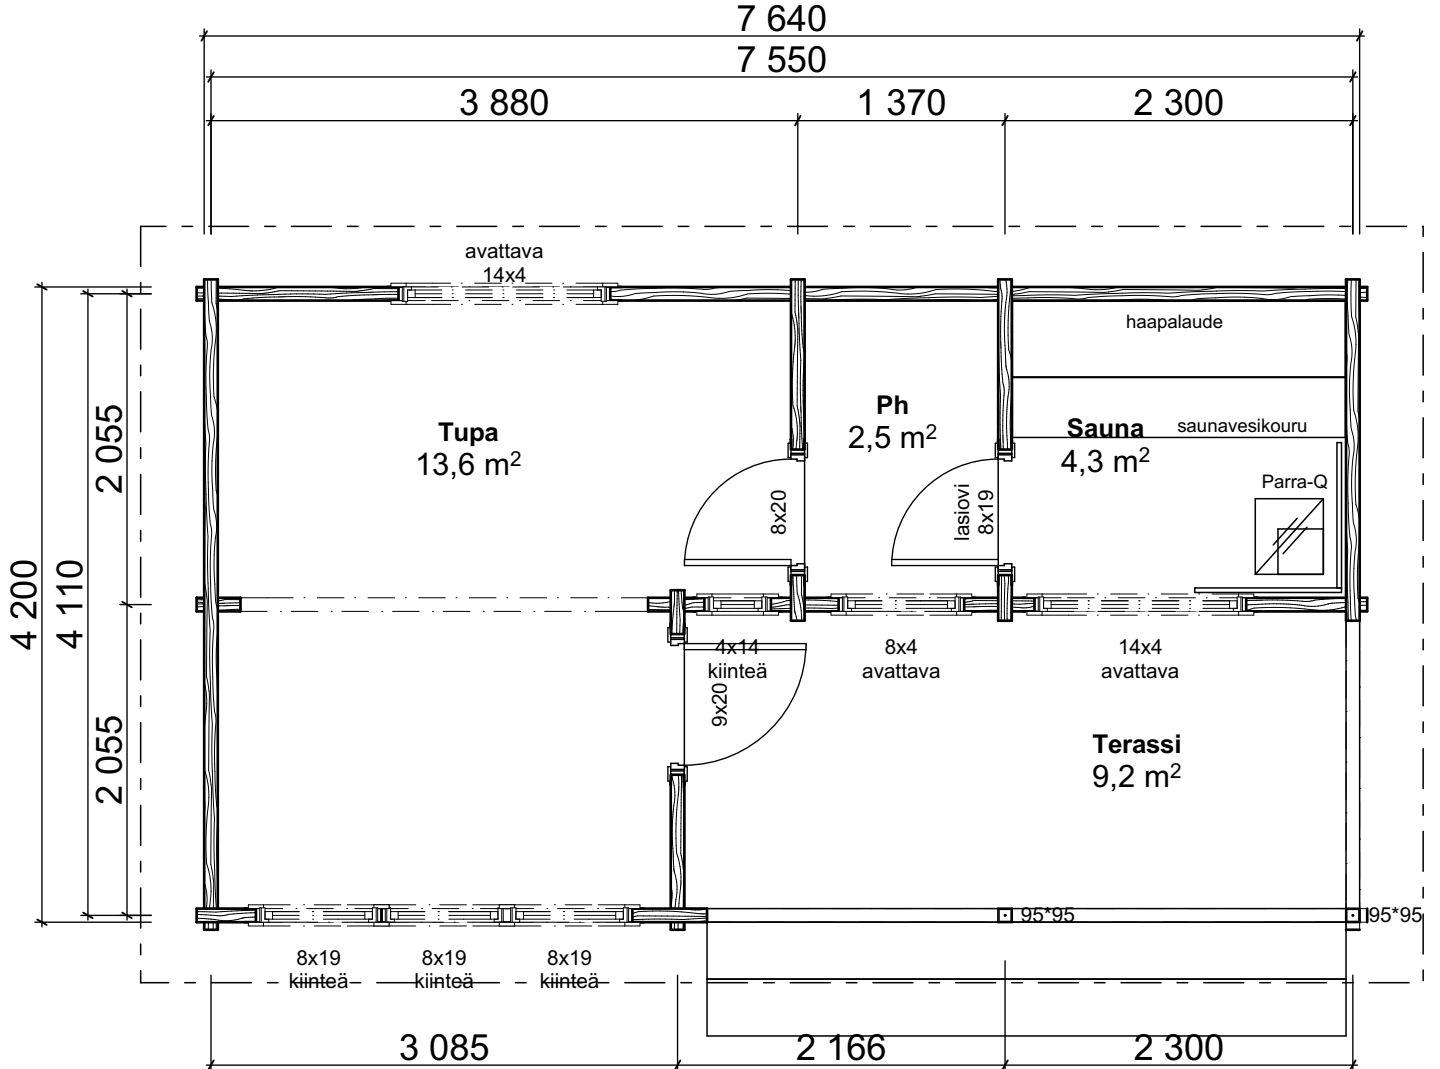 7 640
7 550
3 880
1 370
2 300
avattava
14x4
haapalaude
Ph
2,5 m²
Tupa
13,6 m²
Sauna
4,3 m²
saunavesikouru
Parra-Q
8x20
lasiovi
8x19
2 055
4 200
4 110
2 055
4x14
kiinteä
8x4
avattava
14x4
avattava
9x20
Terassi
9,2 m²
95*95
95*95
8x19
kiinteä
8x19
kiinteä
8x19
kiinteä
3 085
2 166
2 300